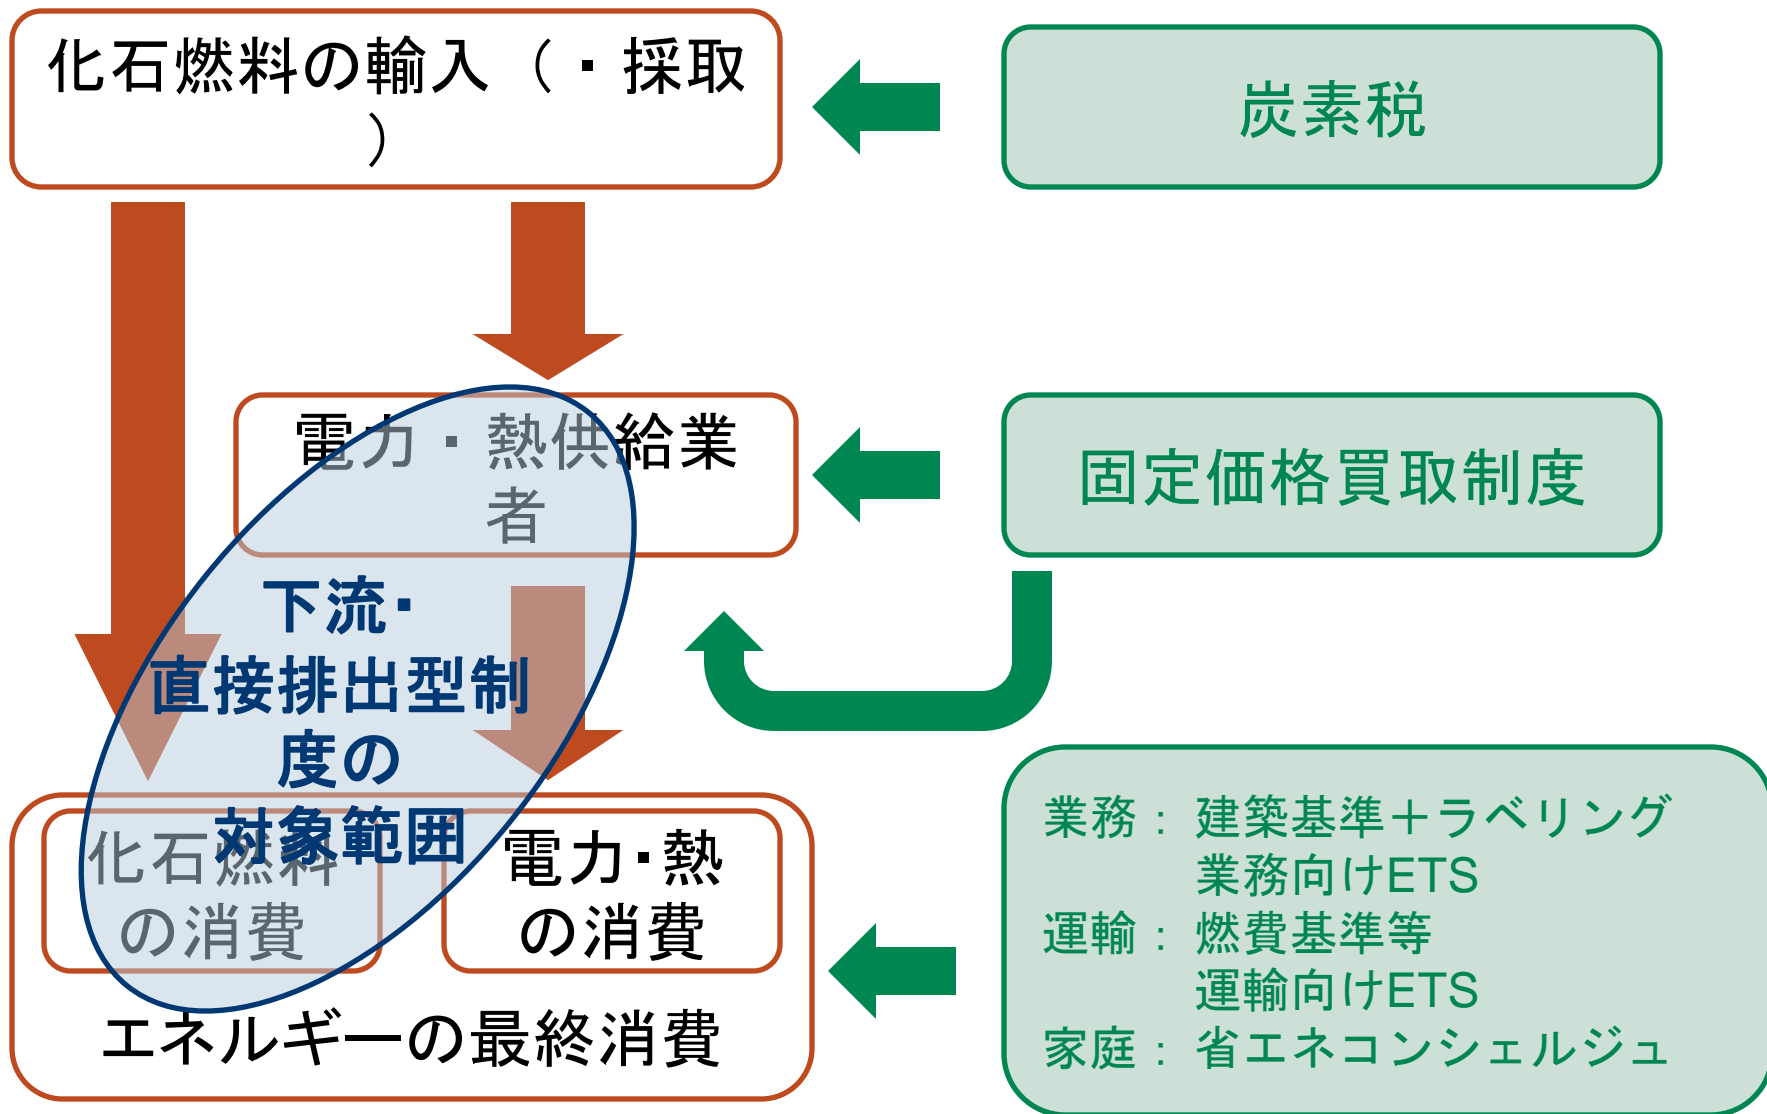 化石燃料の輸入（・採取
）
炭素税
電力・熱供給業
者
固定価格買取制度
下流・
直接排出型制
度の
対象範囲
化石燃料
の消費
電力・熱
の消費
エネルギーの最終消費
業務： 建築基準＋ラベリング
業務向けETS
運輸： 燃費基準等
運輸向けETS
家庭： 省エネコンシェルジュ